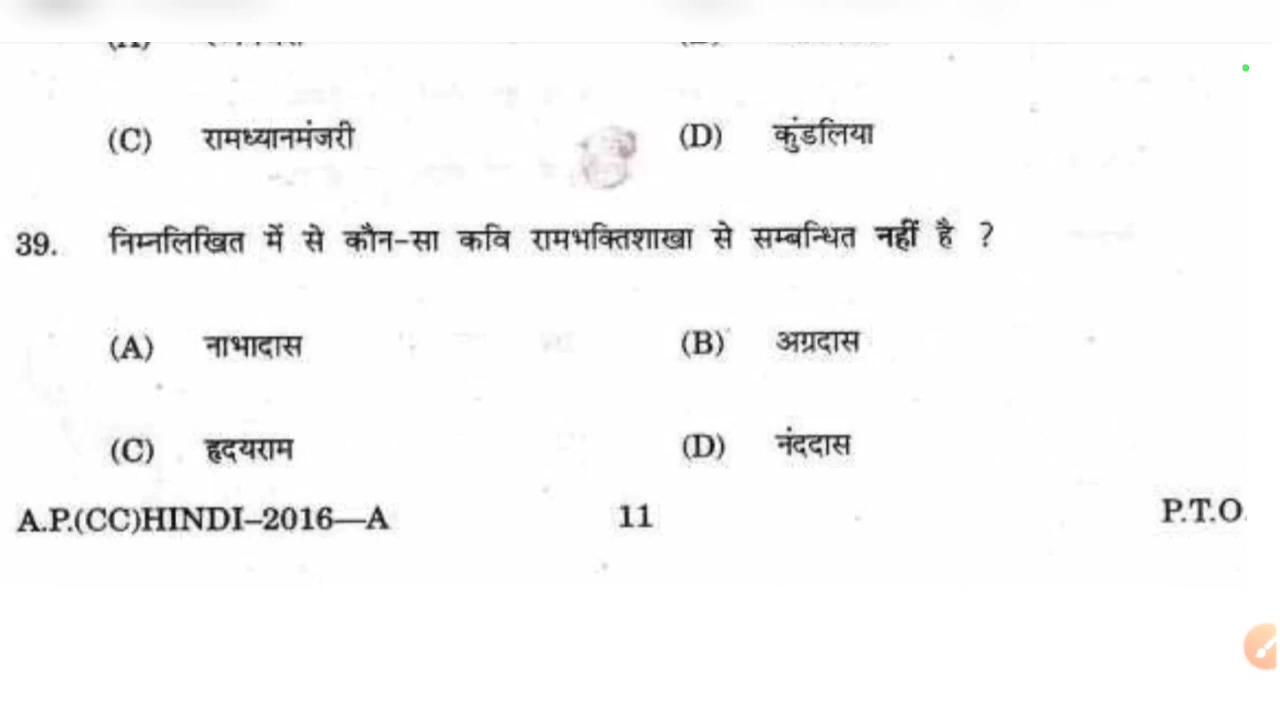 (C) रामध्यानमंजरी (D) कुंडलिया
39. निम्नलिखित में से कौन-सा कवि रामभक्तिशाखा से सम्बन्धित नहीं है ?
(A) नाभादास (B) अग्रदास
(C) हृदयराम (D) नंददास
A.P.(CC)HINDI–2016—A 11 P.T.O.